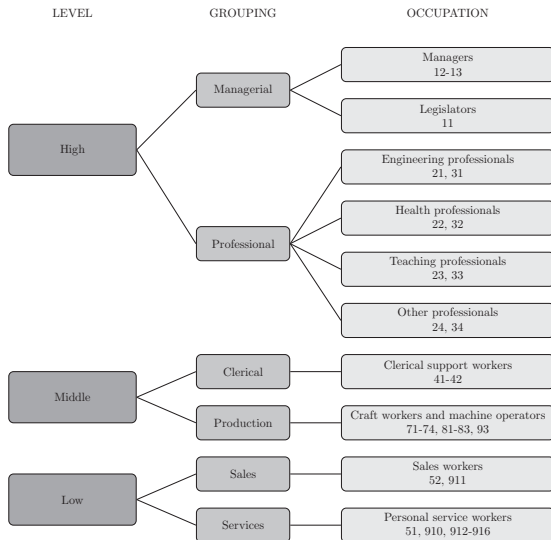 LEVEL GROUPING OCCUPATION
High
Managerial
Managers
12-13
Legislators
11
Professional
Engineering professionals
21, 31
Health professionals
22, 32
Teaching professionals
23, 33
Other professionals
24, 34
Middle
Clerical
Clerical support workers
41-42
Production
Craft workers and machine operators
71-74, 81-83, 93
Low
Sales
Sales workers
52, 911
Services
Personal service workers
51, 910, 912-916